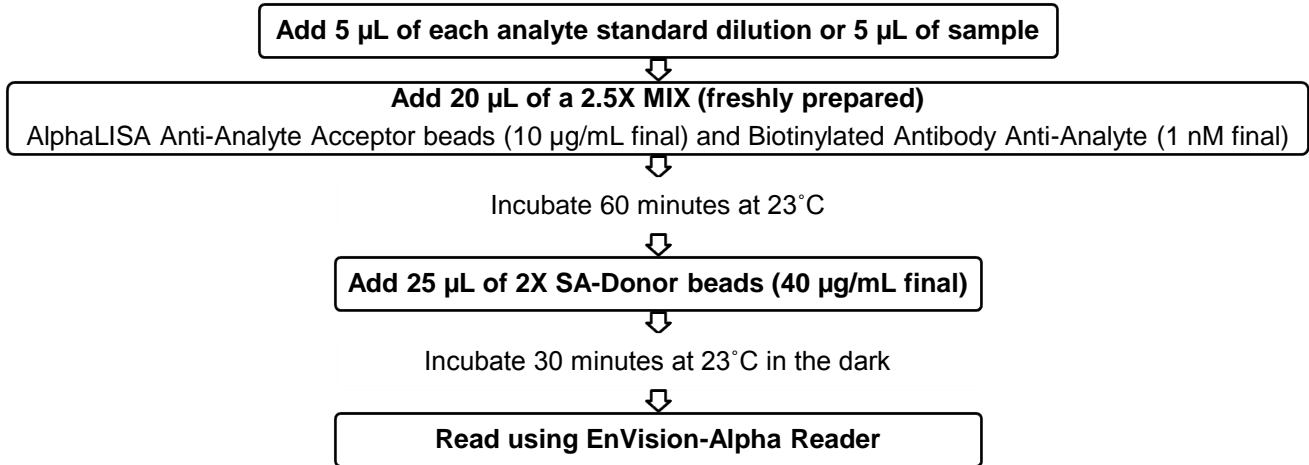 Add 5 µL of each analyte standard dilution or 5 µL of sample
Add 20 µL of a 2.5X MIX (freshly prepared)
AlphaLISA Anti-Analyte Acceptor beads (10 µg/mL final) and Biotinylated Antibody Anti-Analyte (1 nM final)
Incubate 60 minutes at 23˚C
Add 25 µL of 2X SA-Donor beads (40 µg/mL final)
Incubate 30 minutes at 23˚C in the dark
Read using EnVision-Alpha Reader